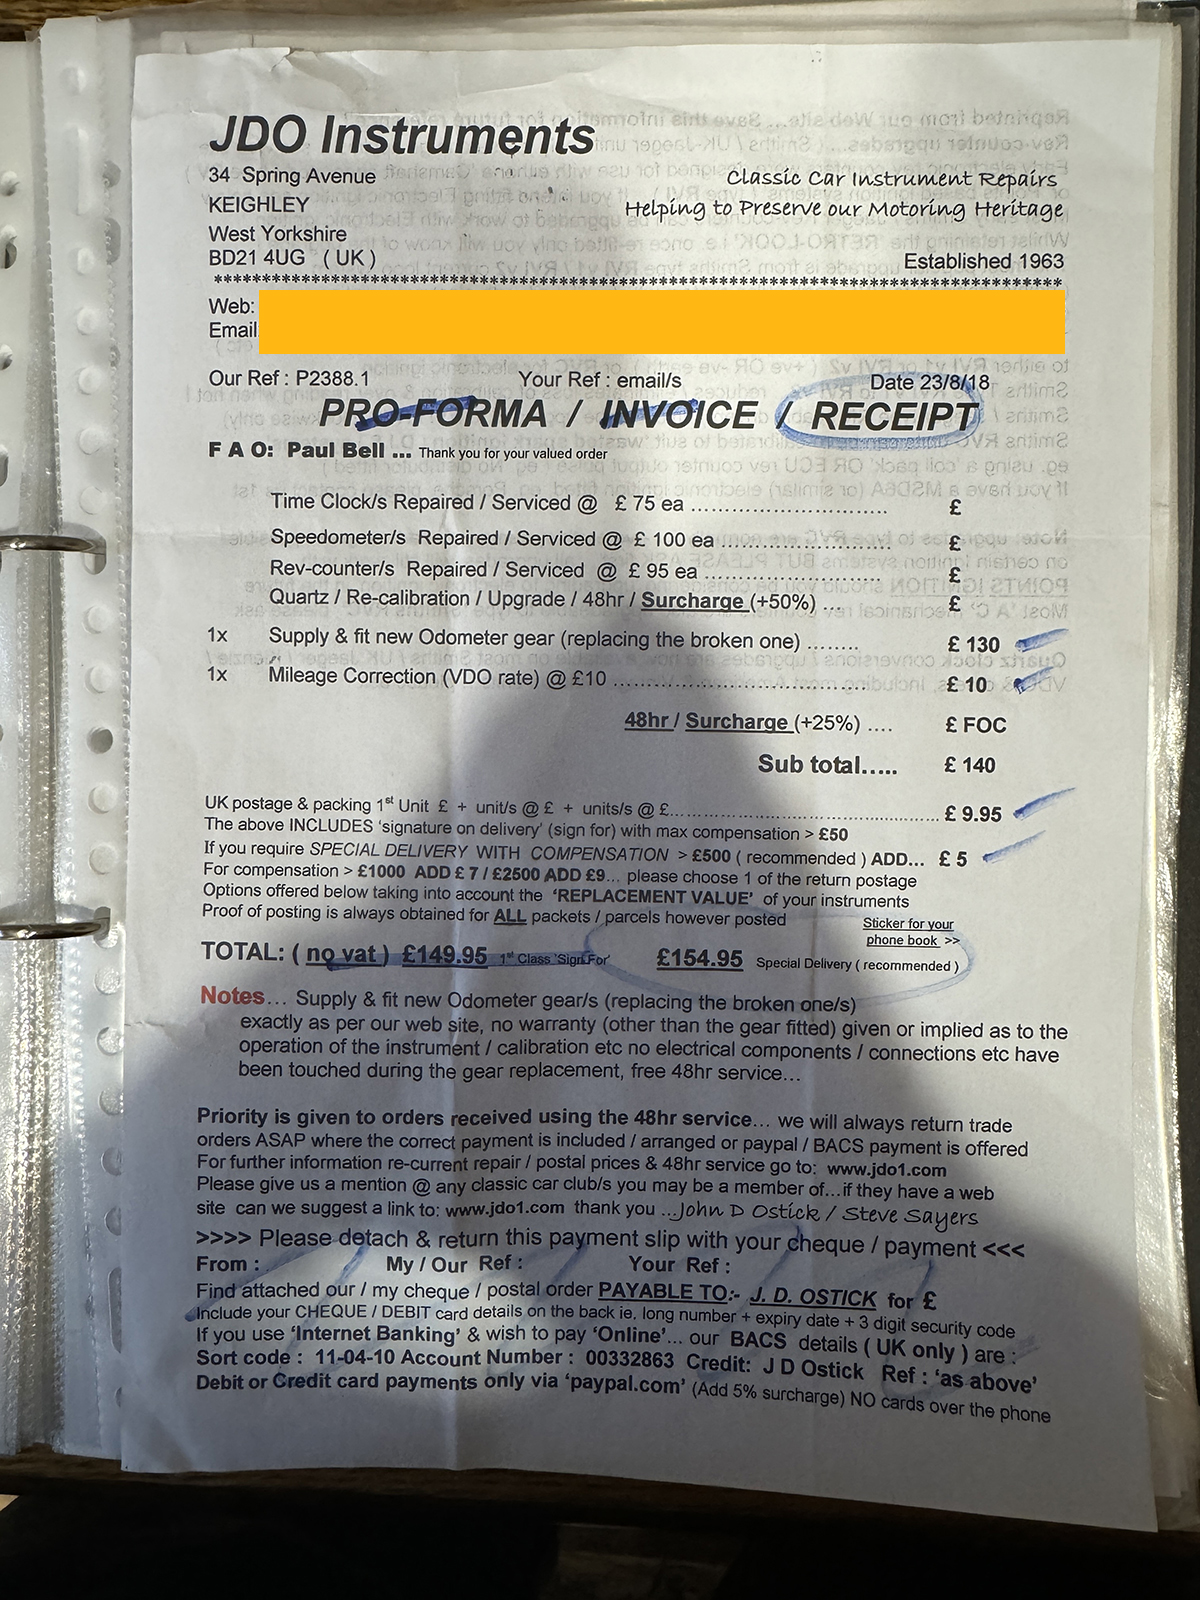 JDO Instruments
34 Spring Avenue
KEIGHLEY
West Yorkshire
BD21 4UG ( UK )
Classic Car Instrument Repairs
Helping to Preserve our Motoring Heritage
Established 1963
Web:
Email:
Our Ref : P2388.1 Your Ref : email/s Date 23/8/18
PRO-FORMA / INVOICE / RECEIPT
F A O: Paul Bell ... Thank you for your valued order
Time Clock/s Repaired / Serviced @ £ 75 ea ................................... £
Speedometer/s Repaired / Serviced @ £ 100 ea .............................. £
Rev-counter/s Repaired / Serviced @ £ 95 ea ............................... £
Quartz / Re-calibration / Upgrade / 48hr / Surcharge (+50%) ... £
1x Supply & fit new Odometer gear (replacing the broken one) ........ £ 130
1x Mileage Correction (VDO rate) @ £10 ............................................. £ 10
48hr / Surcharge (+25%) .... £ FOC
Sub total..... £ 140
UK postage & packing 1st Unit £ + unit/s @ £ + units/s @ £................................................ £ 9.95
The above INCLUDES 'signature on delivery' (sign for) with max compensation > £50
If you require SPECIAL DELIVERY WITH COMPENSATION > £500 ( recommended ) ADD... £ 5
For compensation > £1000 ADD £ 7 / £2500 ADD £9... please choose 1 of the return postage
Options offered below taking into account the 'REPLACEMENT VALUE' of your instruments
Proof of posting is always obtained for ALL packets / parcels however posted
Sticker for your
phone book >>
TOTAL: ( no vat ) £149.95 1st Class 'Sign For' £154.95 Special Delivery ( recommended )
Notes... Supply & fit new Odometer gear/s (replacing the broken one/s)
exactly as per our web site, no warranty (other than the gear fitted) given or implied as to the
operation of the instrument / calibration etc no electrical components / connections etc have
been touched during the gear replacement, free 48hr service...
Priority is given to orders received using the 48hr service... we will always return trade
orders ASAP where the correct payment is included / arranged or paypal / BACS payment is offered
For further information re-current repair / postal prices & 48hr service go to: www.jdo1.com
Please give us a mention @ any classic car club/s you may be a member of...if they have a web
site can we suggest a link to: www.jdo1.com thank you ...John D Ostick / Steve Sayers
>>>> Please detach & return this payment slip with your cheque / payment <<<
From : My / Our Ref : Your Ref :
Find attached our / my cheque / postal order PAYABLE TO:- J. D. OSTICK for £
Include your CHEQUE / DEBIT card details on the back ie. long number + expiry date + 3 digit security code
If you use 'Internet Banking' & wish to pay 'Online'... our BACS details ( UK only ) are :
Sort code : 11-04-10 Account Number : 00332863 Credit: J D Ostick Ref : 'as above'
Debit or Credit card payments only via 'paypal.com' (Add 5% surcharge) NO cards over the phone